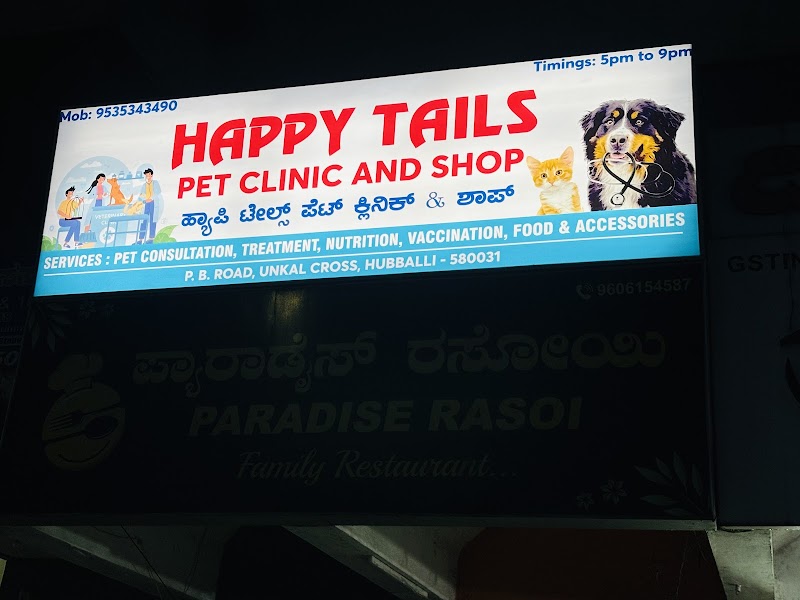 Mob: 9535343490
Timings: 5pm to 9pm
HAPPY TAILS
PET CLINIC AND SHOP
ಹ್ಯಾಪಿ ಟೇಲ್ಸ್ ಪೆಟ್ ಕ್ಲಿನಿಕ್ & ಶಾಪ್
SERVICES : PET CONSULTATION, TREATMENT, NUTRITION, VACCINATION, FOOD & ACCESSORIES
P. B. ROAD, UNKAL CROSS, HUBBALLI - 580031
9606154587
ಪ್ಯಾರಾಡೈಸ್ ರಸೋಯಿ
PARADISE RASOI
Family Restaurant...
GSTIN